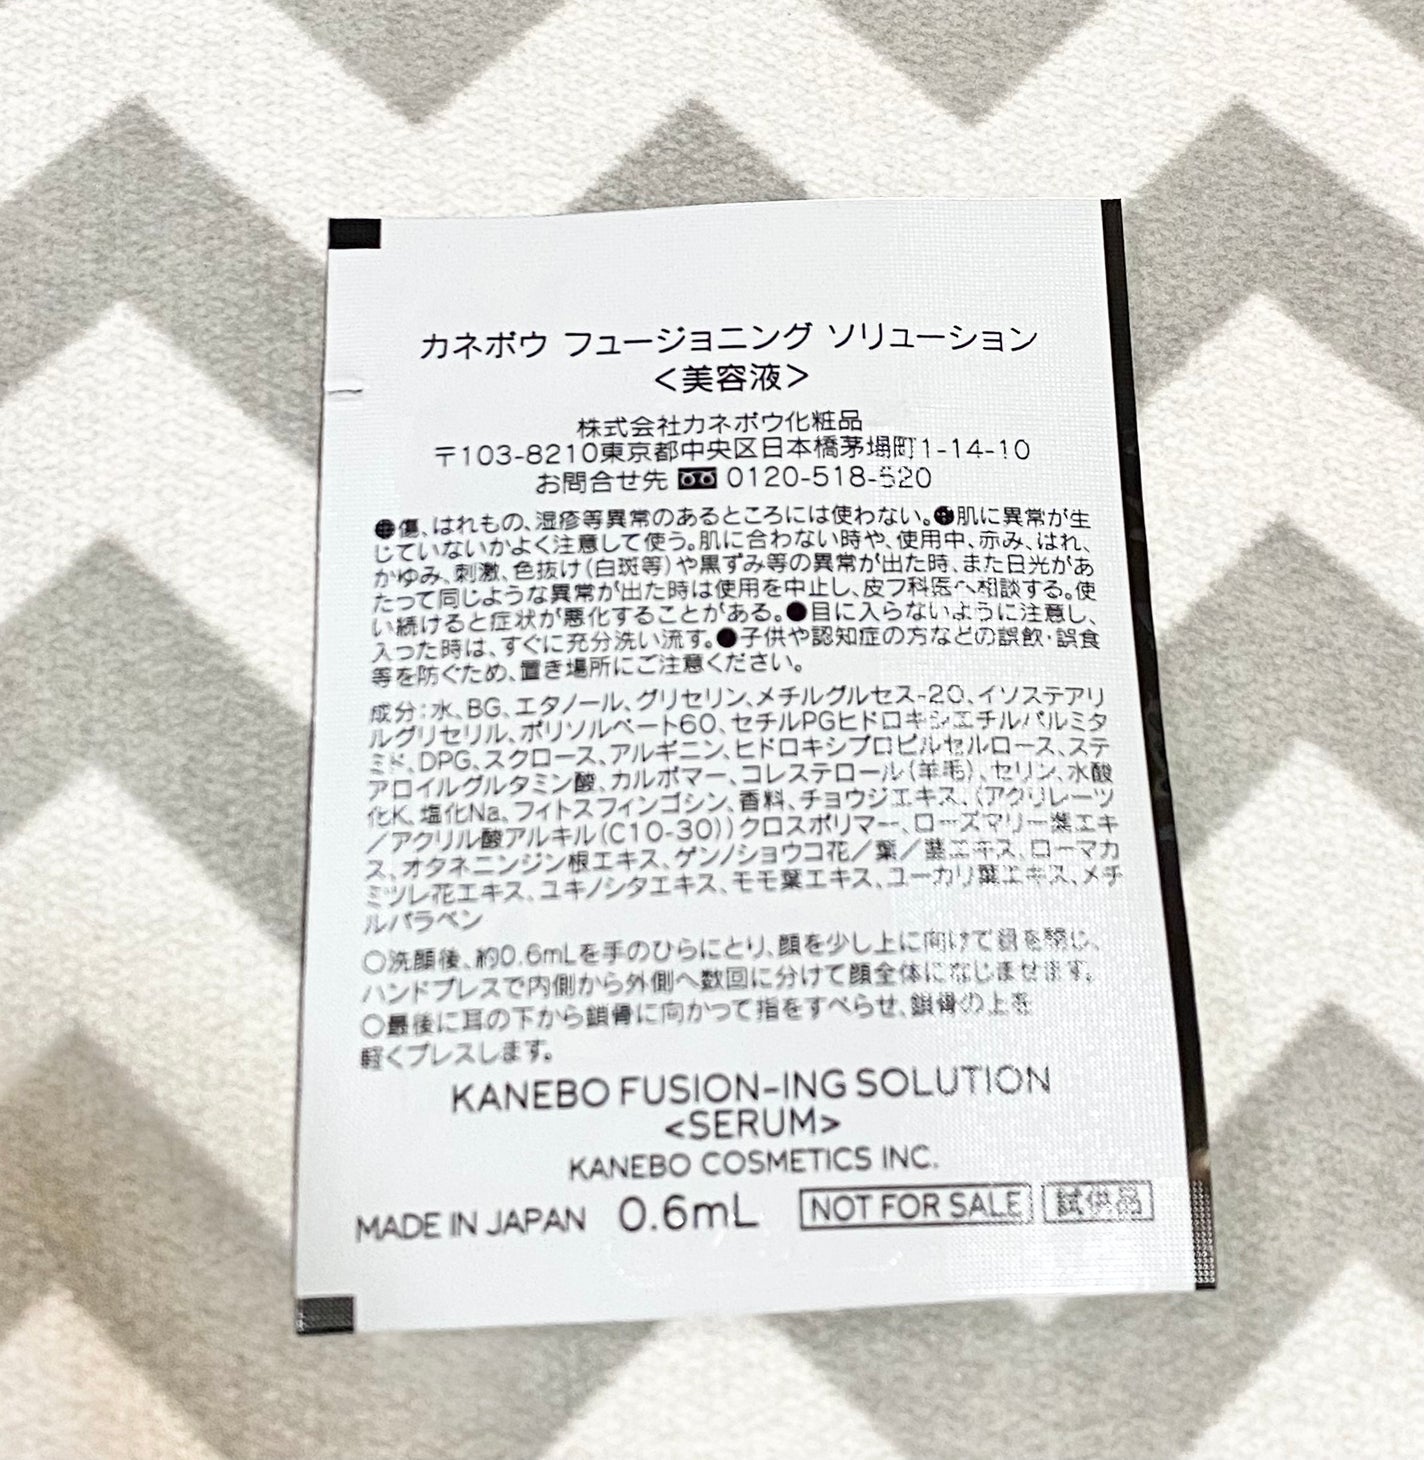 カネボウ フュージョニング ソリューション
<美容液>
株式会社カネボウ化粧品
〒103-8210東京都中央区日本橋茅場町1-14-10
お問合せ先 0120-518-520
●傷、はれもの、湿疹等異常のあるところには使わない。●肌に異常が生
じていないかよく注意して使う。肌に合わない時や、使用中、赤み、はれ、
かゆみ、刺激、色抜け(白斑等)や黒ずみ等の異常が出た時、また日光があ
たって同じような異常が出た時は使用を中止し、皮フ科医へ相談する。使
い続けると症状が悪化することがある。●目に入らないように注意し、
入った時は、すぐに充分洗い流す。●子供や認知症の方などの誤飲・誤食
等を防ぐため、置き場所にご注意ください。
成分:水、BG、エタノール、グリセリン、メチルグルセス-20、イソステアリ
ルグリセリル、ポリソルベート60、セチルPGヒドロキシエチルパルミタ
ミド、DPG、スクロース、アルギニン、ヒドロキシプロピルセルロース、ステ
アロイルグルタミン酸、カルボマー、コレステロール(羊毛)、セリン、水酸
化K、塩化Na、フィトスフィンゴシン、香料、チョウジエキス、(アクリレーツ
/アクリル酸アルキル(C10-30))クロスポリマー、ローズマリー葉エキ
ス、オタネニンジン根エキス、ゲンノショウコ花/葉/茎エキス、ローマカ
ミツレ花エキス、ユキノシタエキス、モモ葉エキス、ユーカリ葉エキス、メチ
ルパラベン
○洗顔後、約0.6mLを手のひらにとり、顔を少し上に向けて目を閉じ、
ハンドプレスで内側から外側へ数回に分けて顔全体になじませます。
○最後に耳の下から鎖骨に向かって指をすべらせ、鎖骨の上を
軽くプレスします。
KANEBO FUSION-ING SOLUTION
<SERUM>
KANEBO COSMETICS INC.
MADE IN JAPAN 0.6mL NOT FOR SALE 試供品